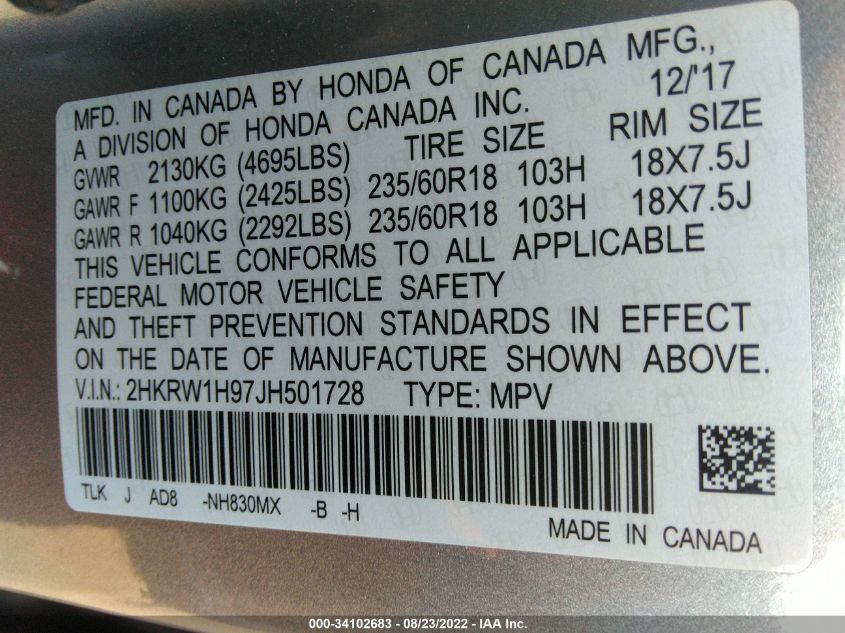 MFD. IN CANADA BY HONDA OF CANADA MFG.,
A DIVISION OF HONDA CANADA INC. 12/'17
TIRE SIZE RIM SIZE
GVWR 2130KG (4695LBS)
GAWR F 1100KG (2425LBS) 235/60R18 103H 18X7.5J
GAWR R 1040KG (2292LBS) 235/60R18 103H 18X7.5J
THIS VEHICLE CONFORMS TO ALL APPLICABLE
FEDERAL MOTOR VEHICLE SAFETY
AND THEFT PREVENTION STANDARDS IN EFFECT
ON THE DATE OF MANUFACTURE SHOWN ABOVE.
V.I.N.: 2HKRW1H97JH501728 TYPE: MPV
TLK J AD8 -NH830MX -B -H
MADE IN CANADA
000-34102683 - 08/23/2022 - IAA Inc.